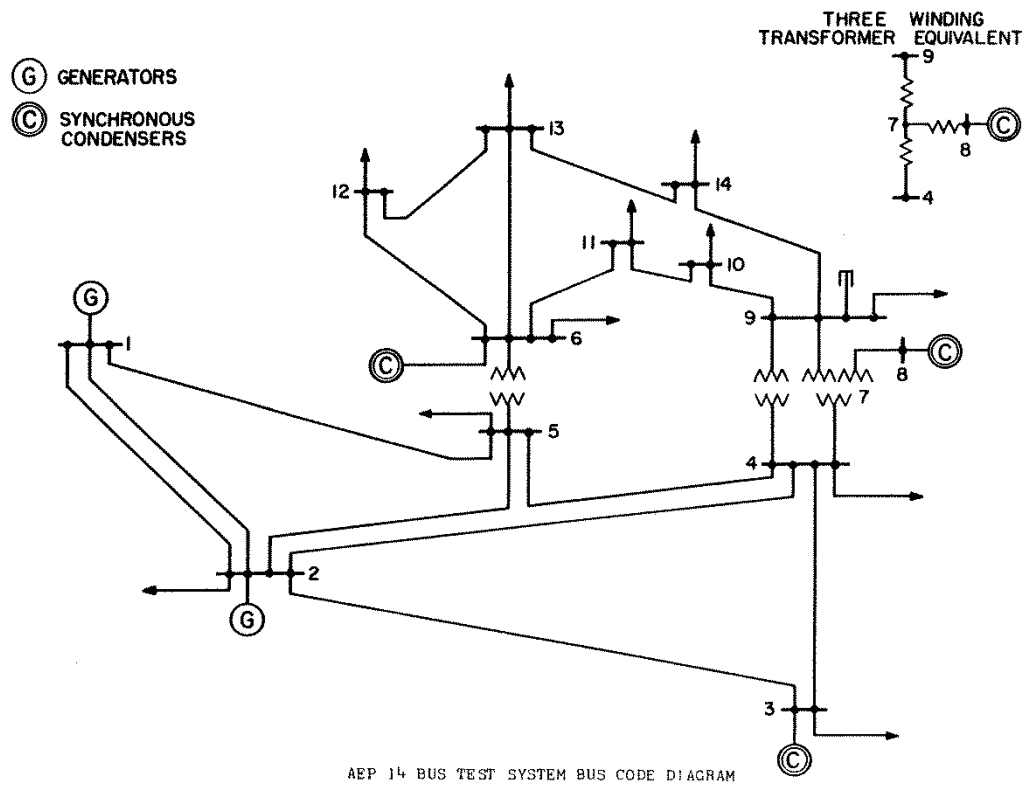 THREE WINDING
TRANSFORMER EQUIVALENT
9
7
C
8
4
G GENERATORS
C SYNCHRONOUS
CONDENSERS
13
12
14
11
10
G
1
9
6
C
C
8
7
5
4
2
G
3
C
AEP 14 BUS TEST SYSTEM BUS CODE DIAGRAM